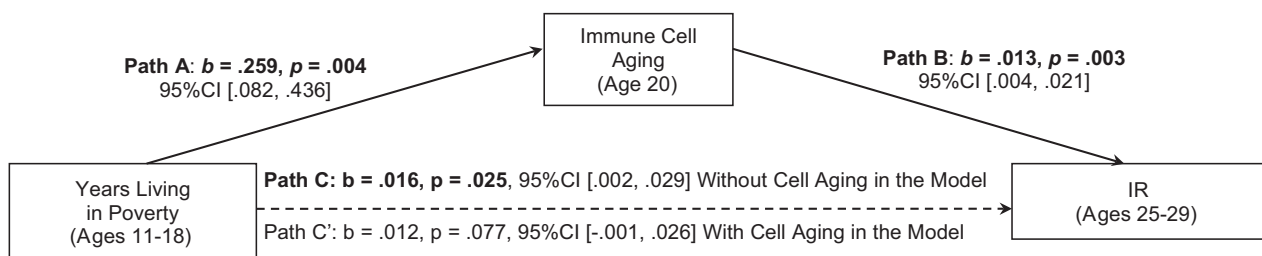 Immune Cell
Aging
(Age 20)
Path A: b = .259, p = .004
95%CI [.082, .436]
Path B: b = .013, p = .003
95%CI [.004, .021]
Years Living
in Poverty
(Ages 11-18)
Path C: b = .016, p = .025, 95%CI [.002, .029] Without Cell Aging in the Model
Path C’: b = .012, p = .077, 95%CI [-.001, .026] With Cell Aging in the Model
IR
(Ages 25-29)